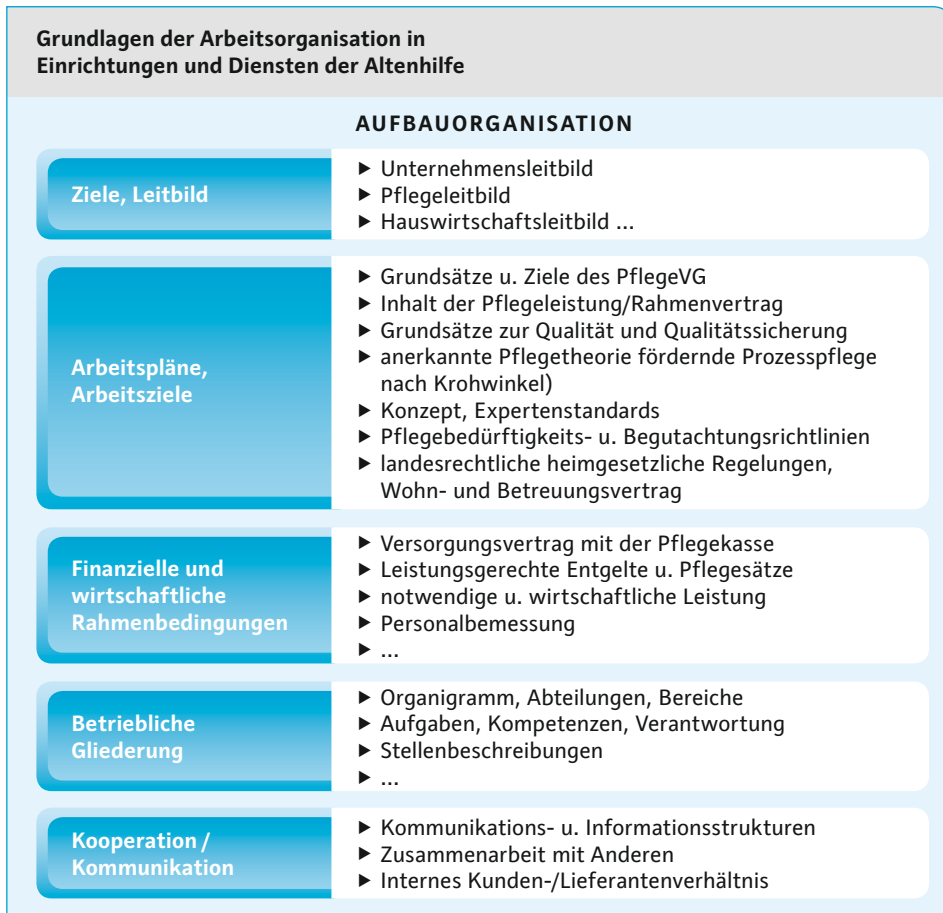 Grundlagen der Arbeitsorganisation in
Einrichtungen und Diensten der Altenhilfe
AUFBAUORGANISATION
Ziele, Leitbild
▶ Unternehmensleitbild
▶ Pflegeleitbild
▶ Hauswirtschaftsleitbild ...
Arbeitspläne,
Arbeitsziele
▶ Grundsätze u. Ziele des PflegeVG
▶ Inhalt der Pflegeleistung/Rahmenvertrag
▶ Grundsätze zur Qualität und Qualitätssicherung
▶ anerkannte Pflegetheorie fördernde Prozesspflege
nach Krohwinkel)
▶ Konzept, Expertenstandards
▶ Pflegebedürftigkeits- u. Begutachtungsrichtlinien
▶ landesrechtliche heimgesetzliche Regelungen,
Wohn- und Betreuungsvertrag
Finanzielle und
wirtschaftliche
Rahmenbedingungen
▶ Versorgungsvertrag mit der Pflegekasse
▶ Leistungsgerechte Entgelte u. Pflegesätze
▶ notwendige u. wirtschaftliche Leistung
▶ Personalbemessung
▶ ...
Betriebliche
Gliederung
▶ Organigramm, Abteilungen, Bereiche
▶ Aufgaben, Kompetenzen, Verantwortung
▶ Stellenbeschreibungen
▶ ...
Kooperation /
Kommunikation
▶ Kommunikations- u. Informationsstrukturen
▶ Zusammenarbeit mit Anderen
▶ Internes Kunden-/Lieferantenverhältnis